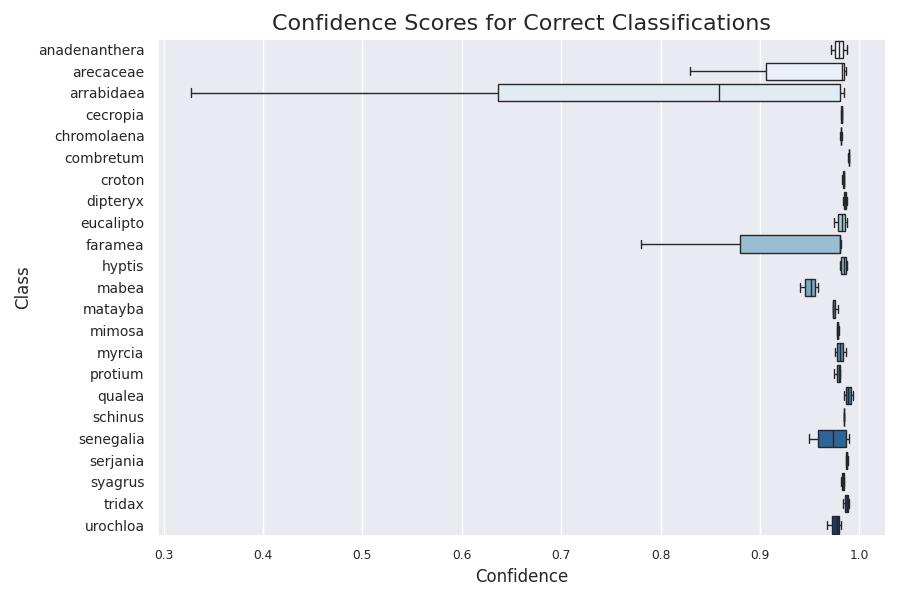 Confidence Scores for Correct Classifications
anadenanthera
arecaceae
arrabidaea
cecropia
chromolaena
combretum
croton
dipteryx
eucalipto
faramea
hyptis
mabea
matayba
mimosa
myrcia
protium
qualea
schinus
senegalia
serjania
syagrus
tridax
urochloa
Class
0.3 0.4 0.5 0.6 0.7 0.8 0.9 1.0
Confidence